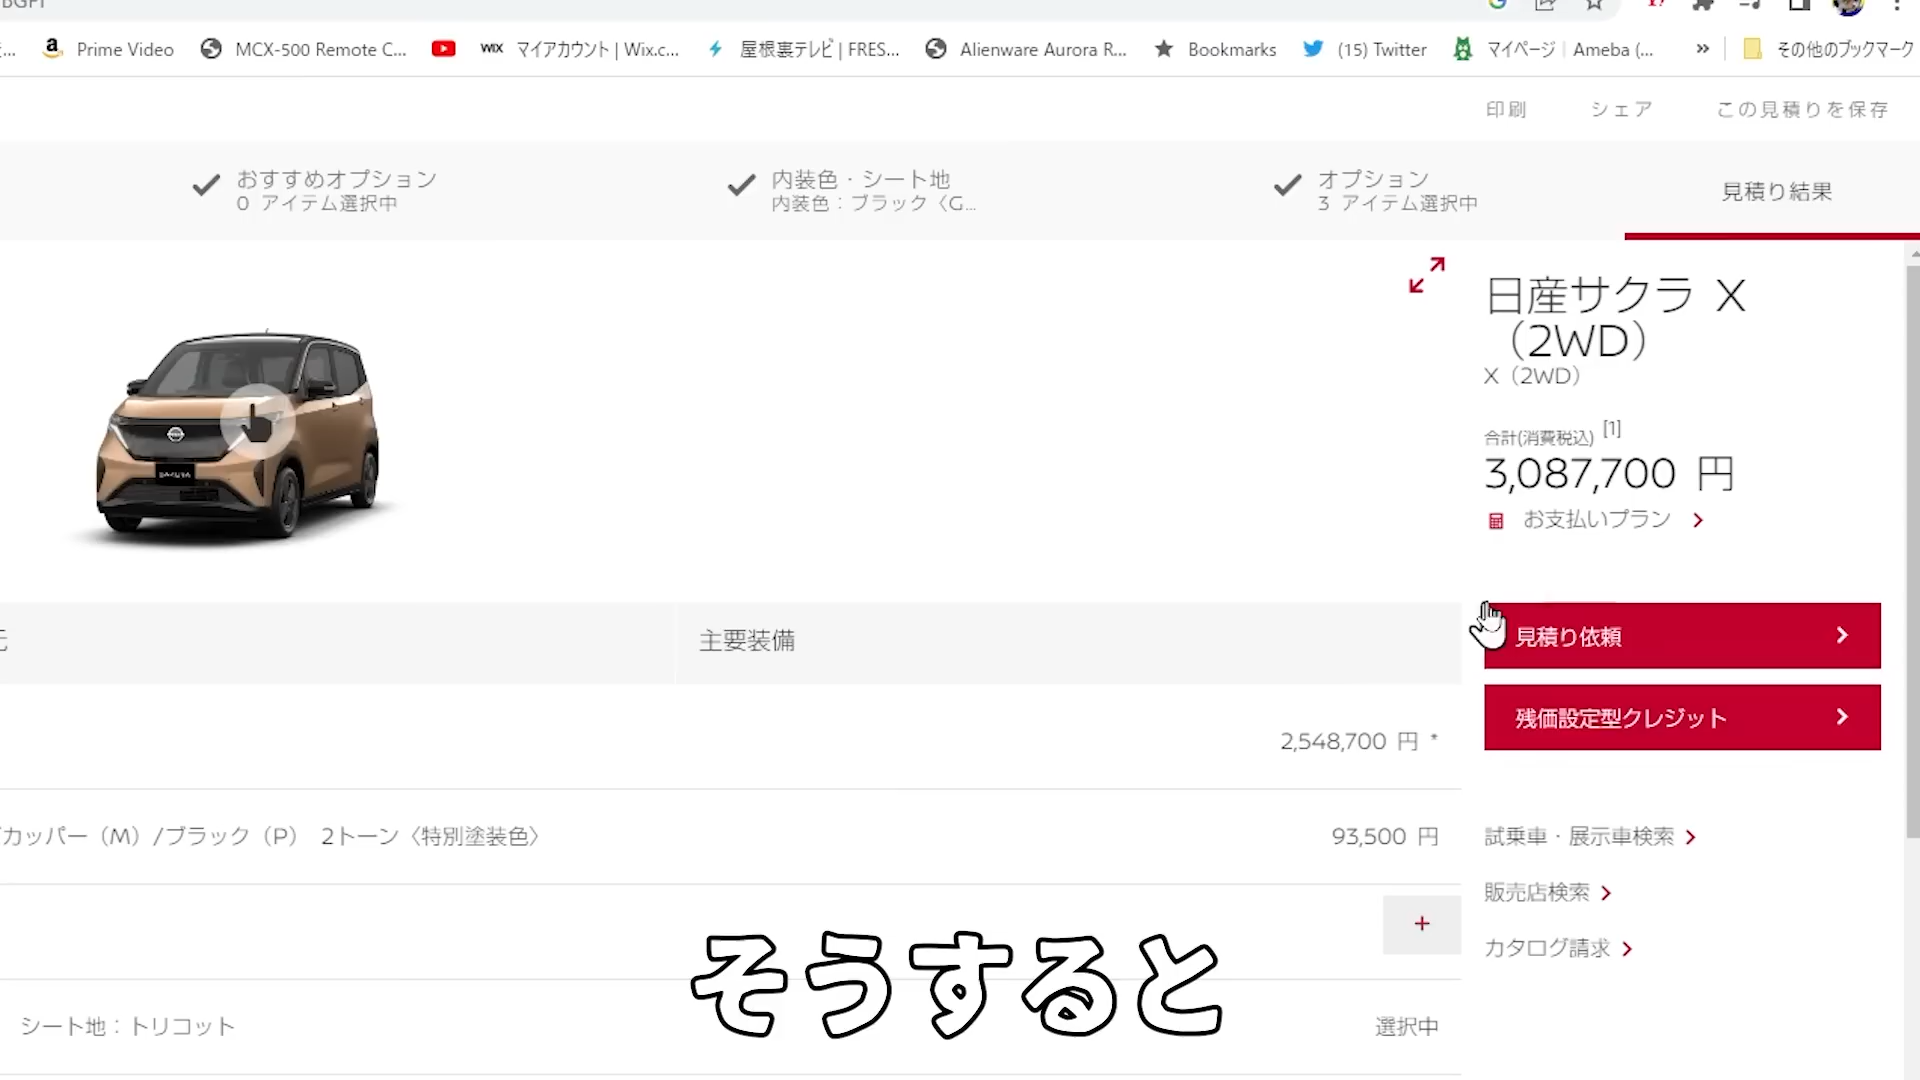 Prime Video
MCX-500 Remote C...
WIX マイアカウント | Wix.c...
屋根裏テレビ | FRES...
Alienware Aurora R...
Bookmarks
(15) Twitter
マイページ | Ameba (...
»
その他のブックマーク
印刷
シェア
この見積りを保存
おすすめオプション
0 アイテム選択中
内装色・シート地
内装色：ブラック〈G...
オプション
3 アイテム選択中
見積り結果
日産サクラ X
（2WD）
X（2WD）
合計(消費税込) [1]
3,087,700 円
お支払いプラン
SAKURA
主要装備
見積り依頼
残価設定型クレジット
2,548,700 円 *
カッパー（M）/ブラック（P） 2トーン〈特別塗装色〉
93,500 円
+
試乗車・展示車検索
販売店検索
カタログ請求
シート地：トリコット
選択中
そうすると